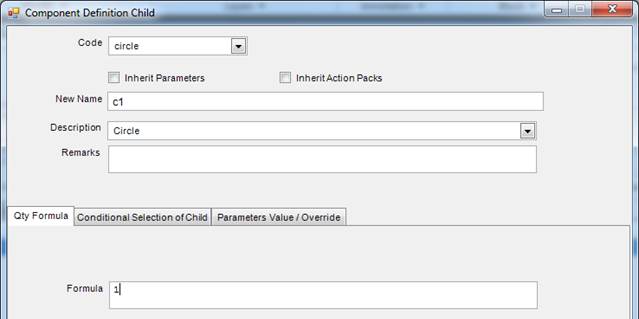 Component Definition Child
Code circle
Inherit Parameters Inherit Action Packs
New Name c1
Description Circle
Remarks
Qty Formula Conditional Selection of Child Parameters Value / Override
Formula 1